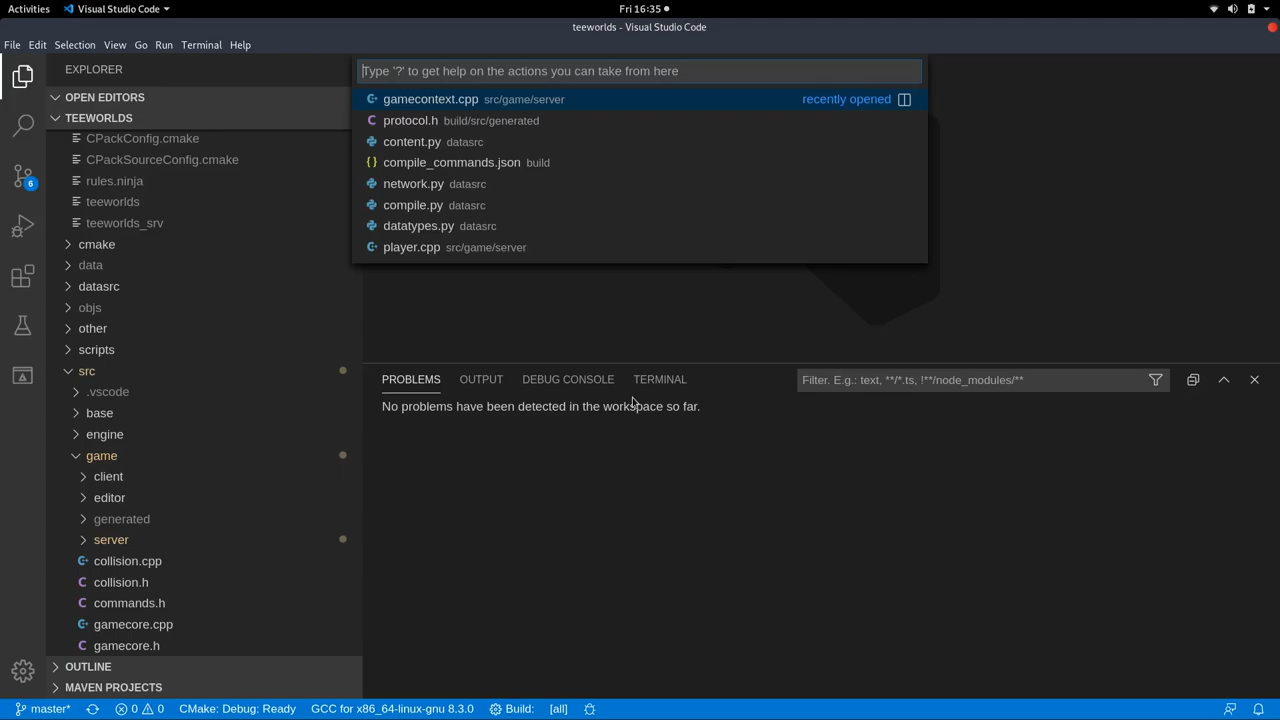 Activities
Visual Studio Code
Fri 16:35
teeworlds - Visual Studio Code
File Edit Selection View Go Run Terminal Help
EXPLORER
OPEN EDITORS
TEEWORLDS
CPackConfig.cmake
CPackSourceConfig.cmake
rules.ninja
teeworlds
teeworlds_srv
cmake
data
datasrc
objs
other
scripts
src
.vscode
base
engine
game
client
editor
generated
server
collision.cpp
collision.h
commands.h
gamecore.cpp
gamecore.h
OUTLINE
MAVEN PROJECTS
6
Type '?' to get help on the actions you can take from here
gamecontext.cpp src/game/server recently opened
protocol.h build/src/generated
content.py datasrc
compile_commands.json build
network.py datasrc
compile.py datasrc
datatypes.py datasrc
player.cpp src/game/server
PROBLEMS OUTPUT DEBUG CONSOLE TERMINAL
Filter. E.g.: text, **/*.ts, !**/node_modules/**
No problems have been detected in the workspace so far.
master* 0 0 CMake: Debug: Ready GCC for x86_64-linux-gnu 8.3.0 Build: [all]